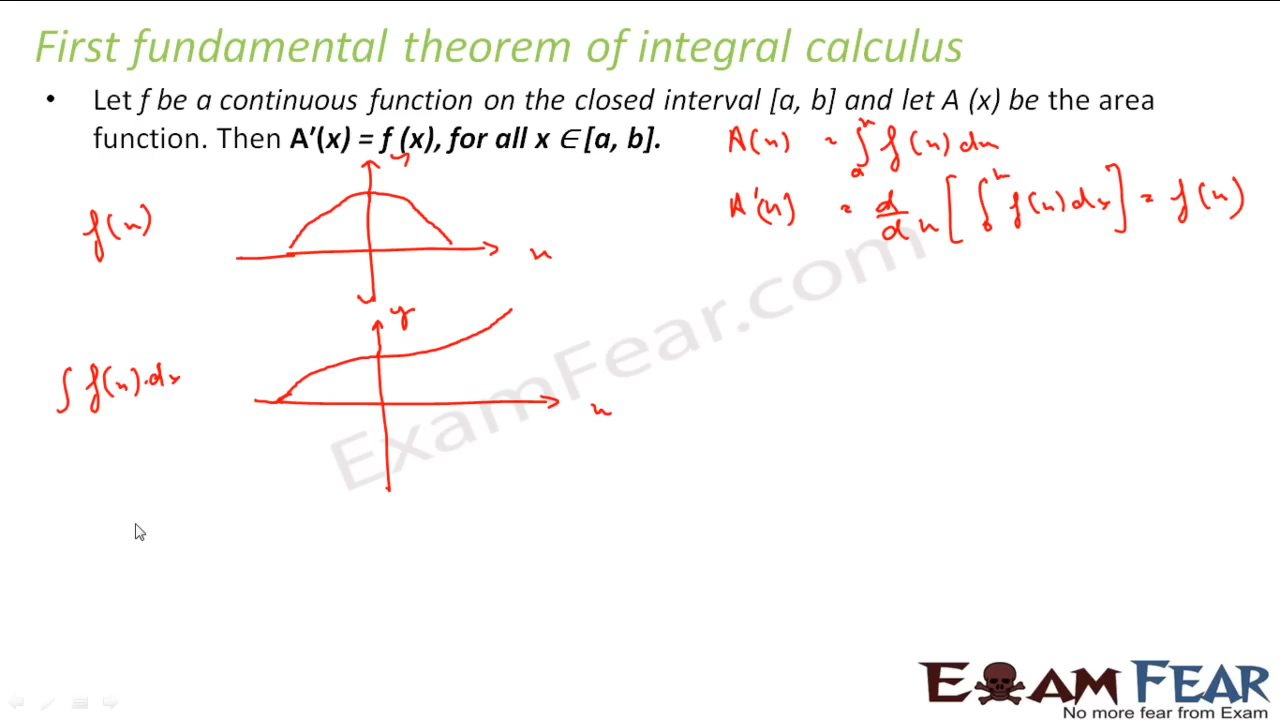 First fundamental theorem of integral calculus
• Let f be a continuous function on the closed interval [a, b] and let A (x) be the area
function. Then A′(x) = f (x), for all x ∈ [a, b].
A(x) = ∫ₐˣ f(x) dx
A'(x) = d/dx [ ∫₀ˣ f(x) dx ] = f(x)
y
f(x)
x
y
∫ f(x)·dx
x
ExamFear.com
EXAM FEAR
No more fear from Exam